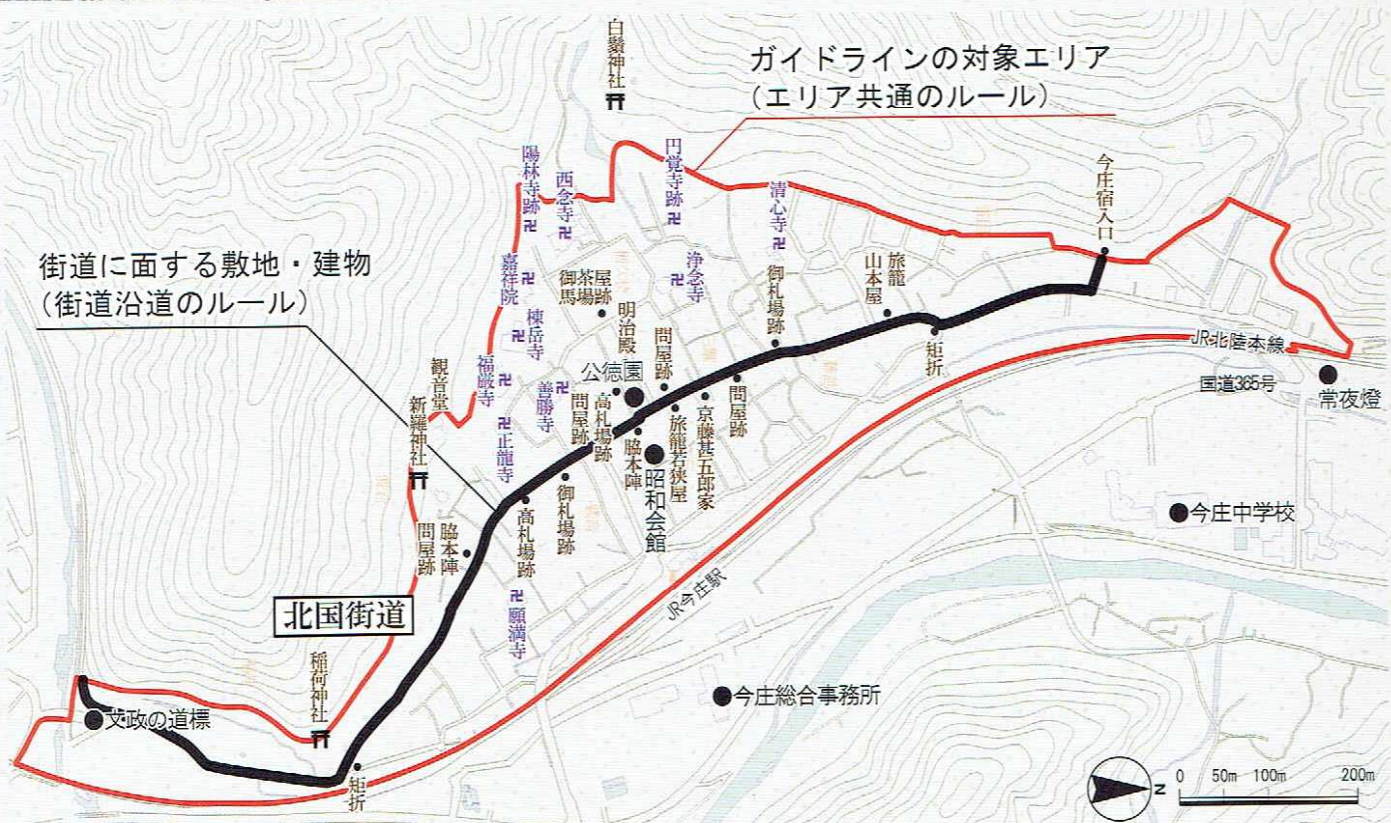 白鬚神社
ガイドラインの対象エリア
(エリア共通のルール)
街道に面する敷地・建物
(街道沿道のルール)
陽林寺跡
西念寺
円覚寺跡
清心寺
今庄宿入口
嘉祥院
御馬屋跡
茶場
浄念寺
御札場跡
旅籠
山本屋
棟岳寺
明治殿
問屋跡
矩折
JR北陸本線
国道365号
常夜燈
観音堂
新羅神社
福厳寺
善勝寺
公徳園
問屋跡
高札場跡
脇本陣
昭和会館
旅籠若狭屋
京藤甚五郎家
問屋跡
正龍寺
御札場跡
高札場跡
脇本陣
問屋跡
願満寺
今庄中学校
JR今庄駅
北国街道
稲荷神社
文政の道標
矩折
今庄総合事務所
N
0 50m 100m 200m